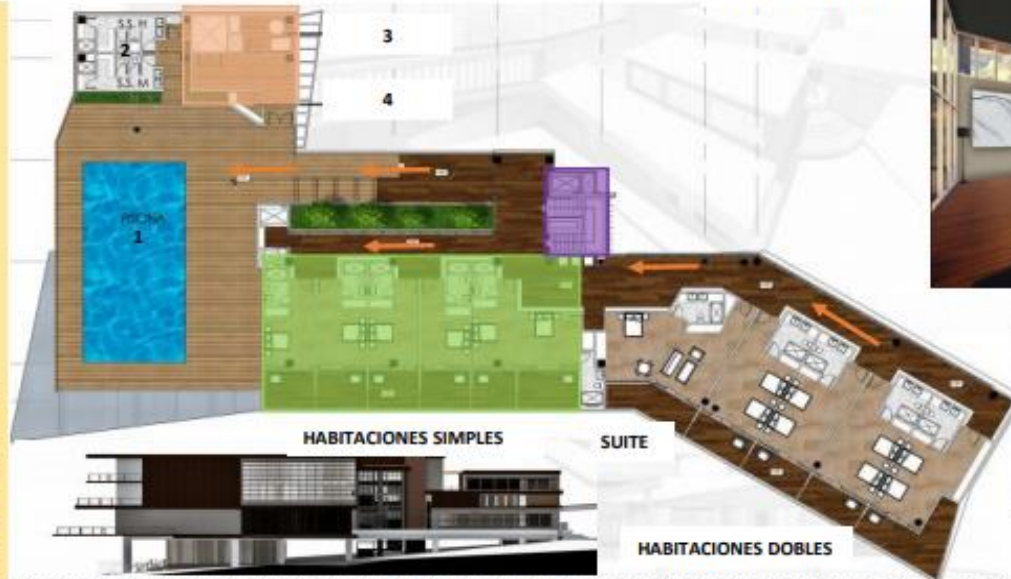 S.S. H
2
S.S. M
3
4
PISCINA
1
HABITACIONES SIMPLES
SUITE
HABITACIONES DOBLES